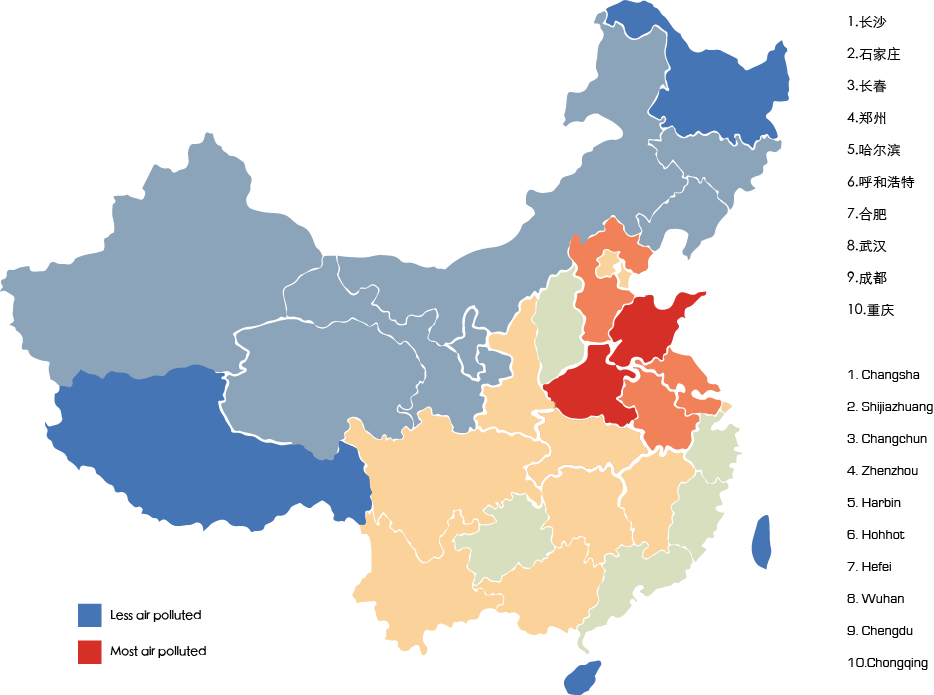 1.长沙
2.石家庄
3.长春
4.郑州
5.哈尔滨
6.呼和浩特
7.合肥
8.武汉
9.成都
10.重庆
1. Changsha
2. Shijiazhuang
3. Changchun
4. Zhenzhou
5. Harbin
6. Hohhot
7. Hefei
8. Wuhan
9. Chengdu
10.Chongqing
Less air polluted
Most air polluted